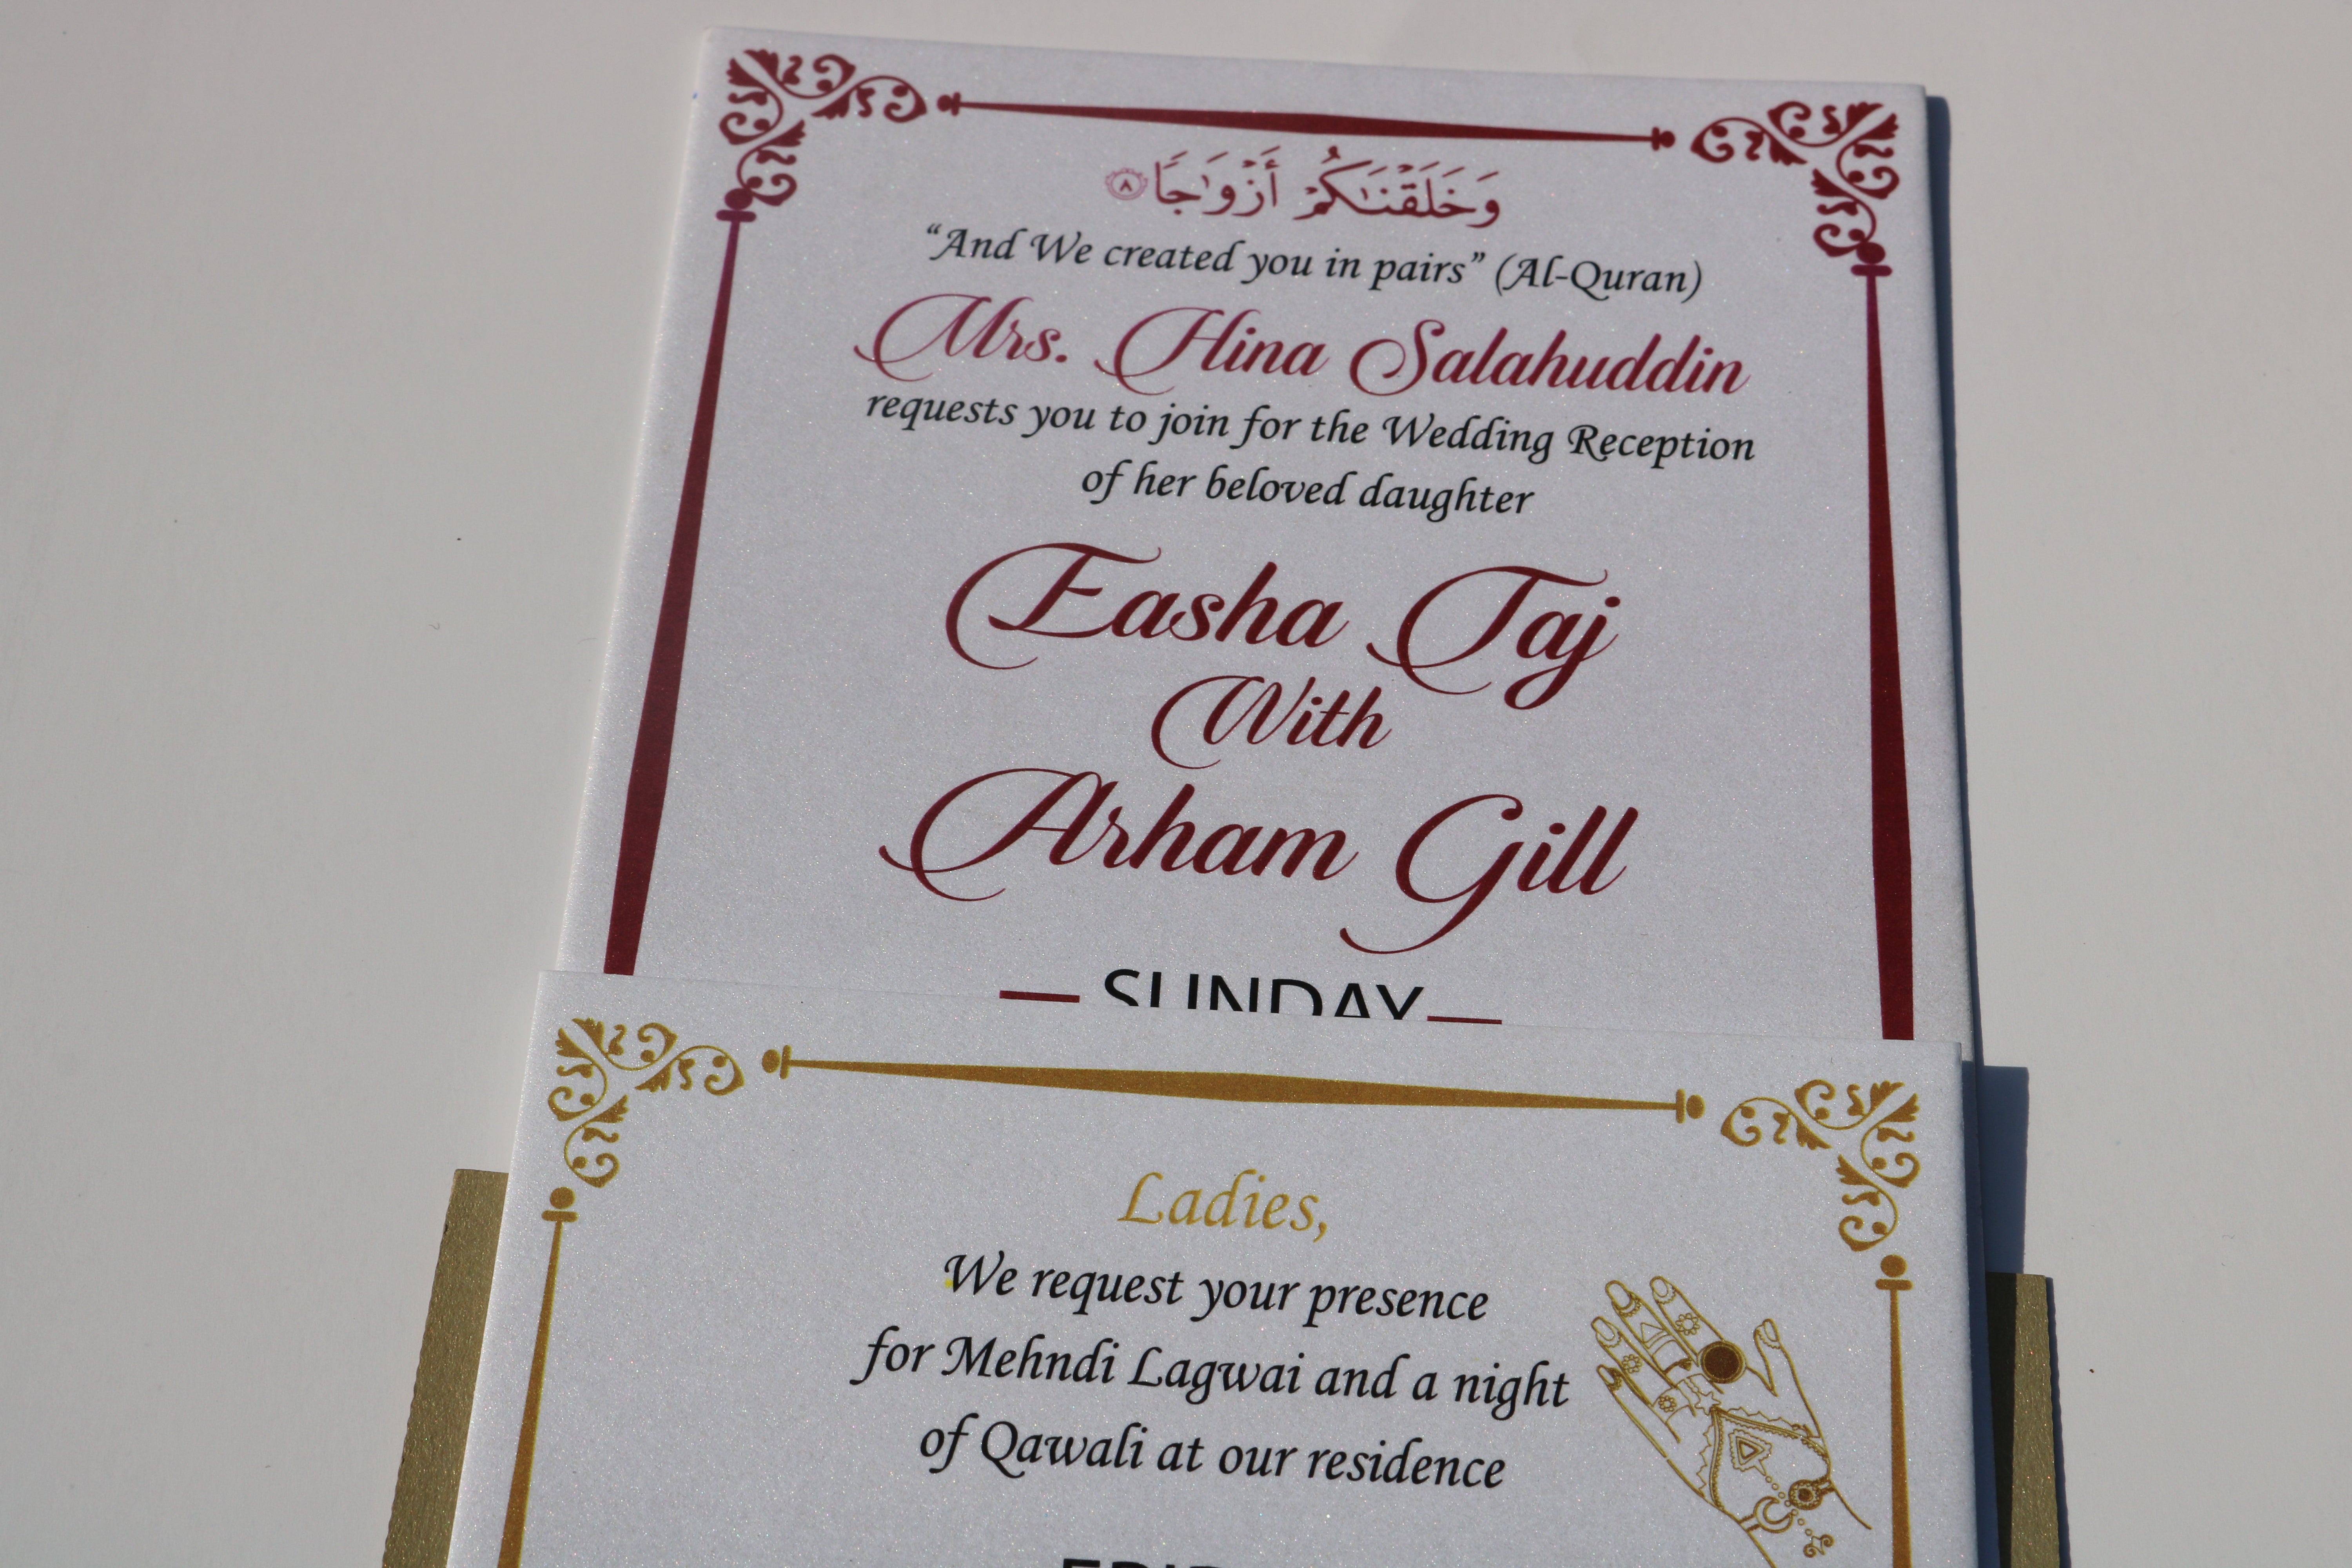 وَخَلَقْنَـٰكُمْ أَزْوَٰجًا ٨
“And We created you in pairs” (Al-Quran)
Mrs. Hina Salahuddin
requests you to join for the Wedding Reception
of her beloved daughter
Easha Taj
With
Arham Gill
SUNDAY
Ladies,
We request your presence
for Mehndi Lagwai and a night
of Qawali at our residence